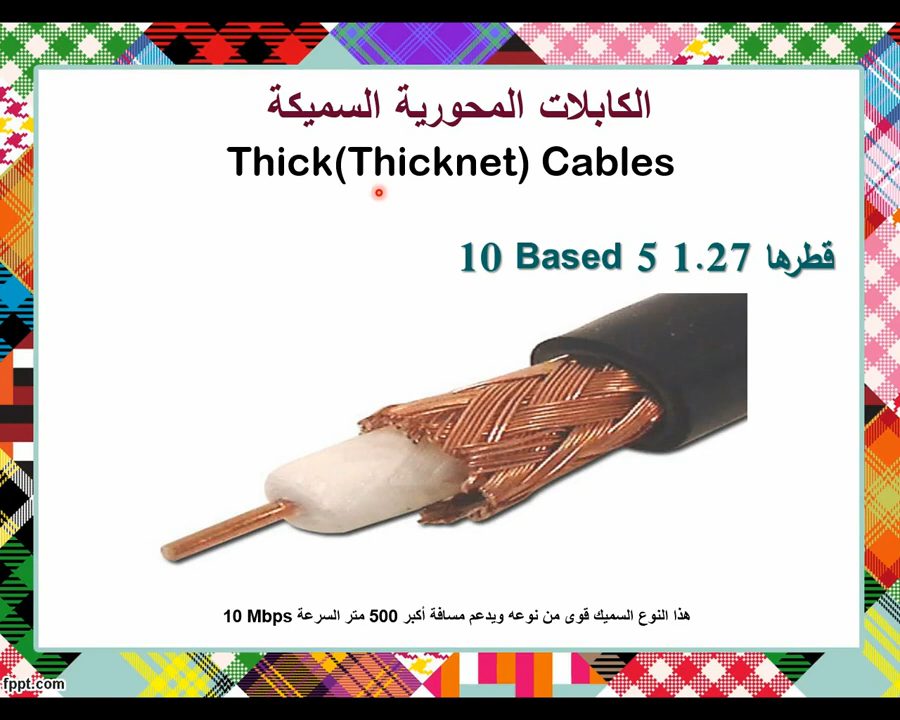 الكابلات المحورية السميكة
Thick(Thicknet) Cables
قطرها 1.27 10 Based 5
هذا النوع السميك قوى من نوعه ويدعم مسافة أكبر 500 متر السرعة 10 Mbps
fppt.com